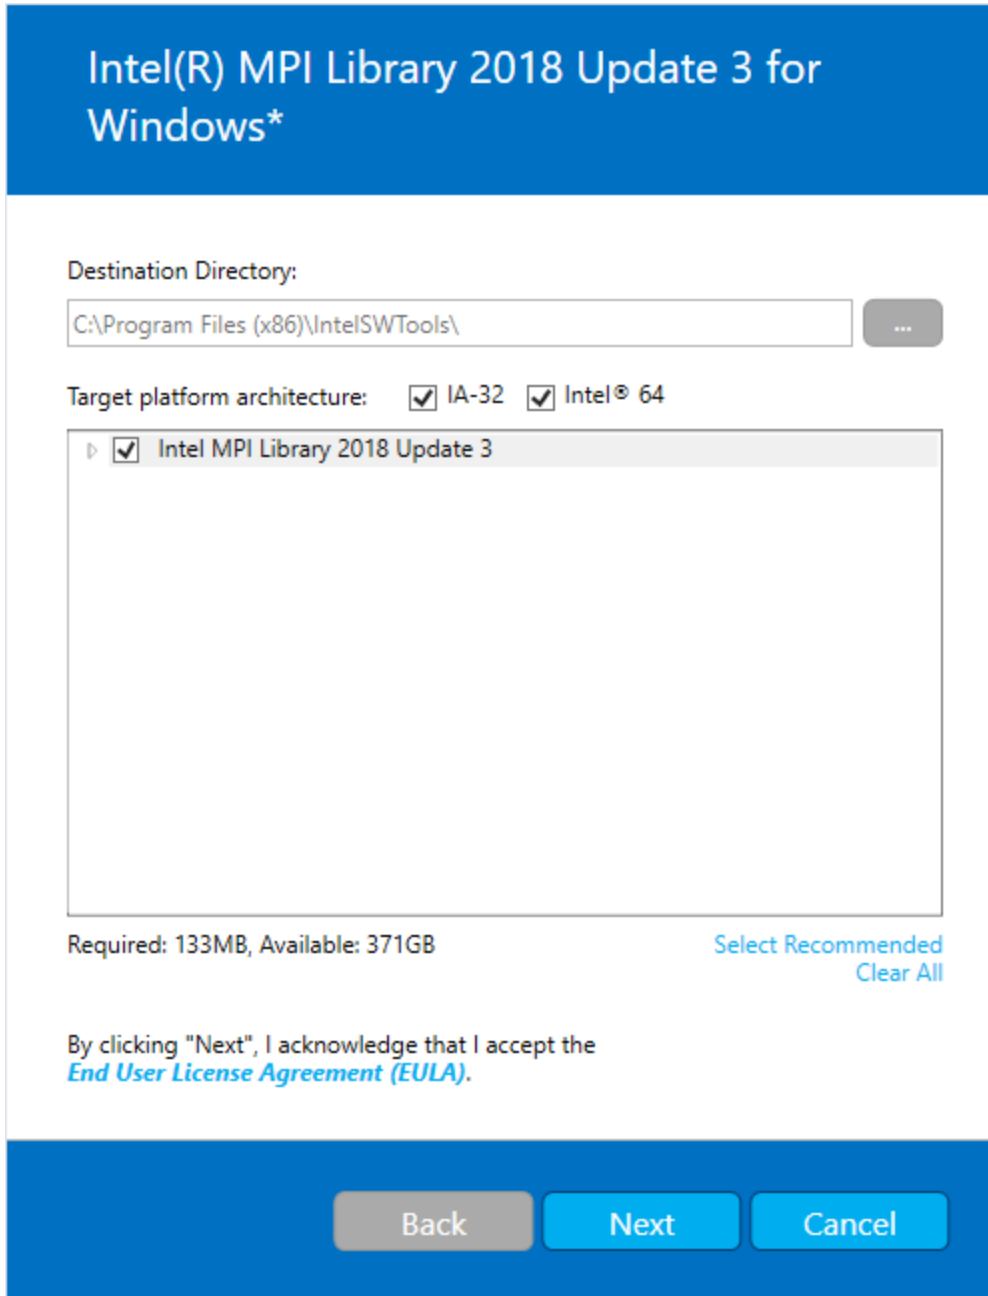 Intel(R) MPI Library 2018 Update 3 for
Windows*
Destination Directory:
C:\Program Files (x86)\IntelSWTools\
...
Target platform architecture: IA-32 Intel® 64
Intel MPI Library 2018 Update 3
Required: 133MB, Available: 371GB
Select Recommended
Clear All
By clicking "Next", I acknowledge that I accept the
End User License Agreement (EULA).
Back Next Cancel